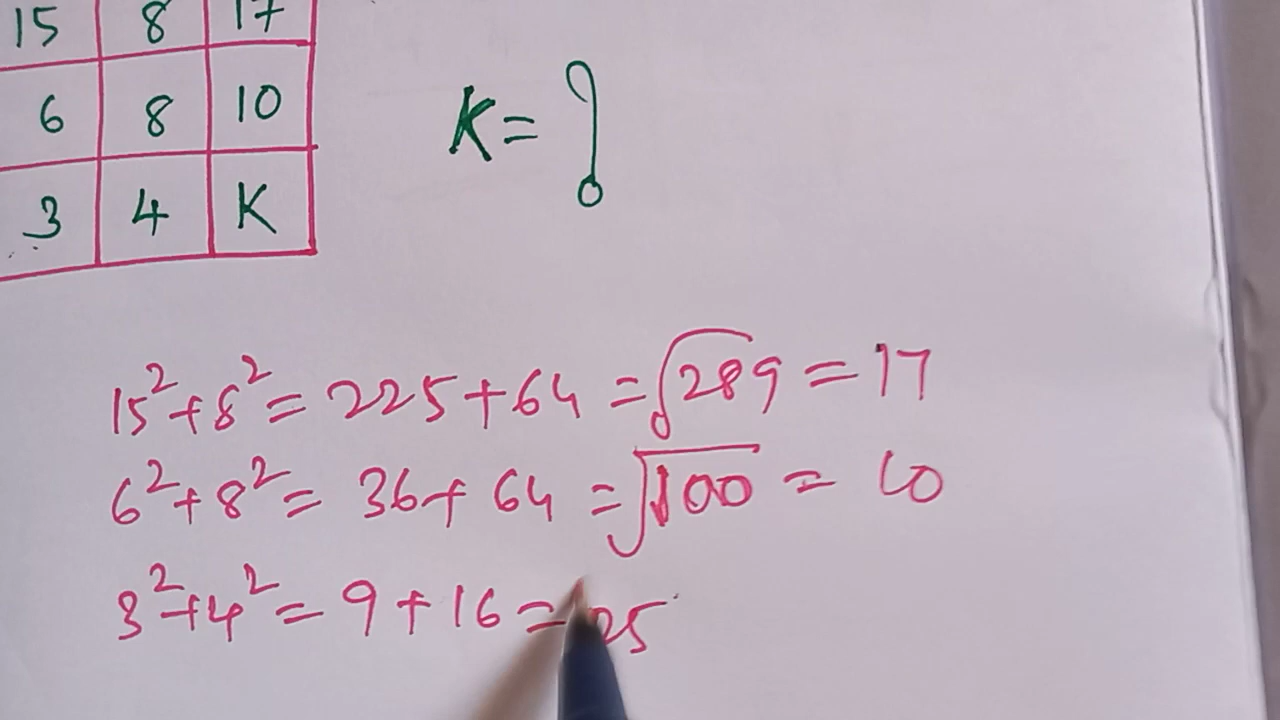 15 8 17
6 8 10
3 4 K
K = ?
15² + 8² = 225 + 64 = √289 = 17
6² + 8² = 36 + 64 = √100 = 10
3² + 4² = 9 + 16 = 25